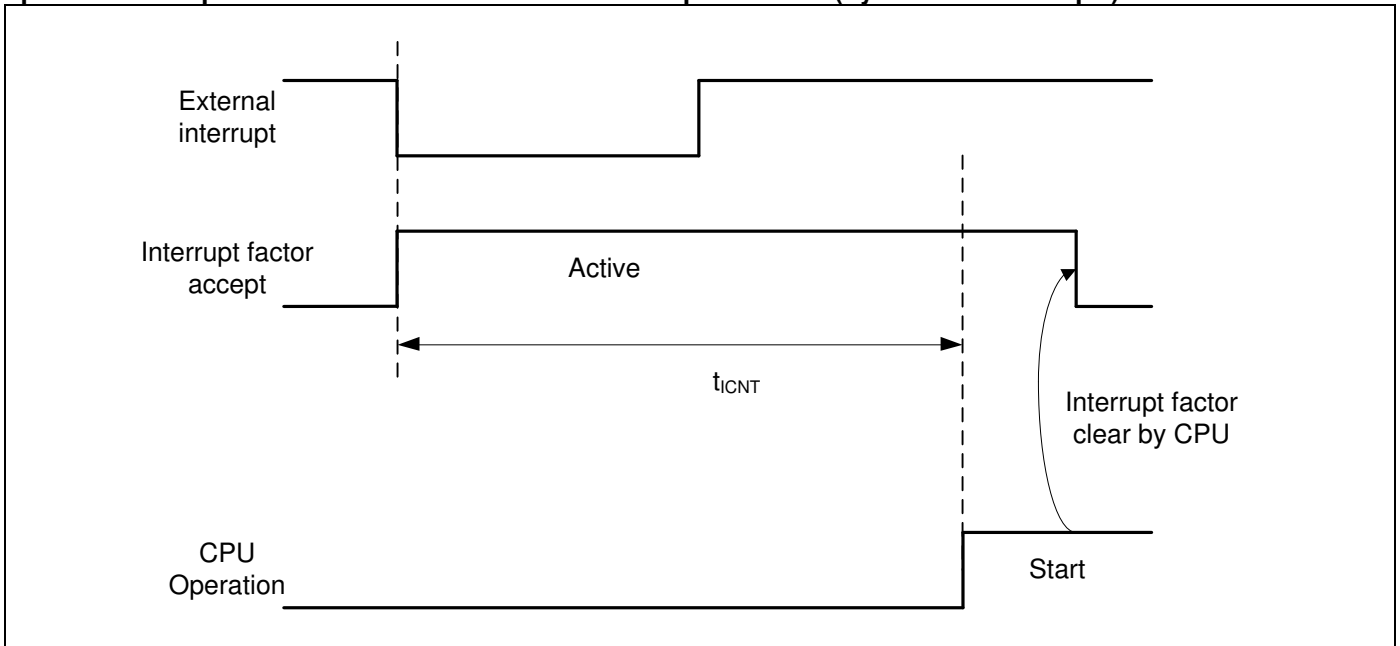 External
interrupt
Interrupt factor
accept
Active
tICNT
Interrupt factor
clear by CPU
CPU
Operation
Start